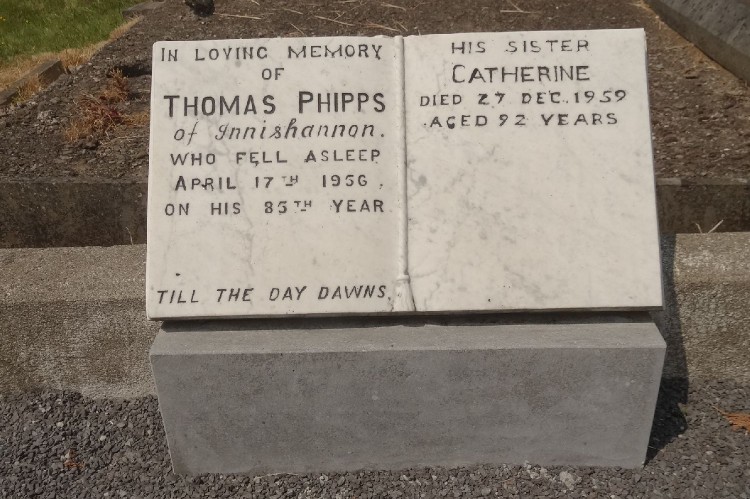 IN LOVING MEMORY
OF
THOMAS PHIPPS
of Innishannon.
WHO FELL ASLEEP
APRIL 17TH 1956,
ON HIS 85TH YEAR
TILL THE DAY DAWNS.
HIS SISTER
CATHERINE
DIED 27 DEC. 1959
AGED 92 YEARS